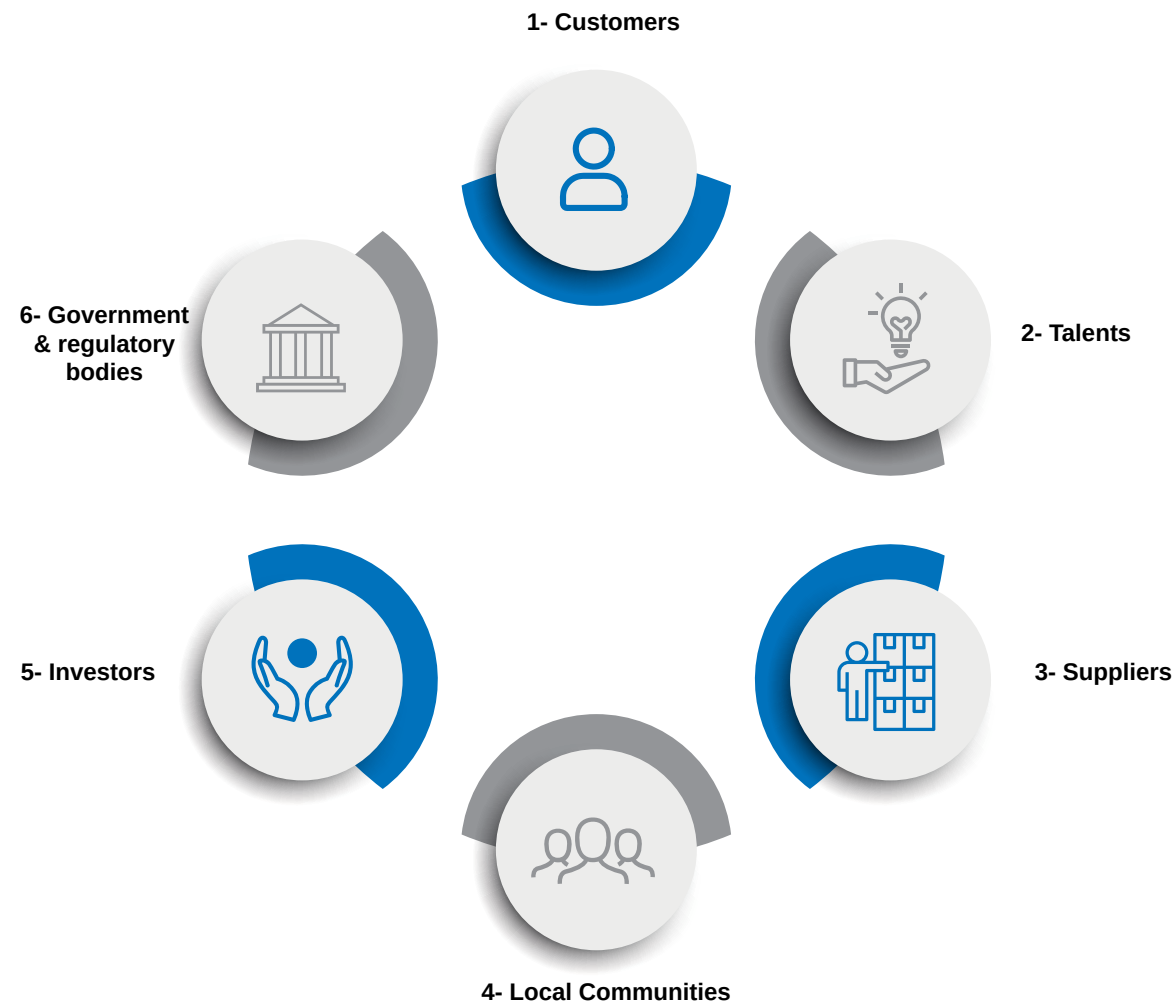 1- Customers
2- Talents
3- Suppliers
4- Local Communities
5- Investors
6- Government
& regulatory
bodies